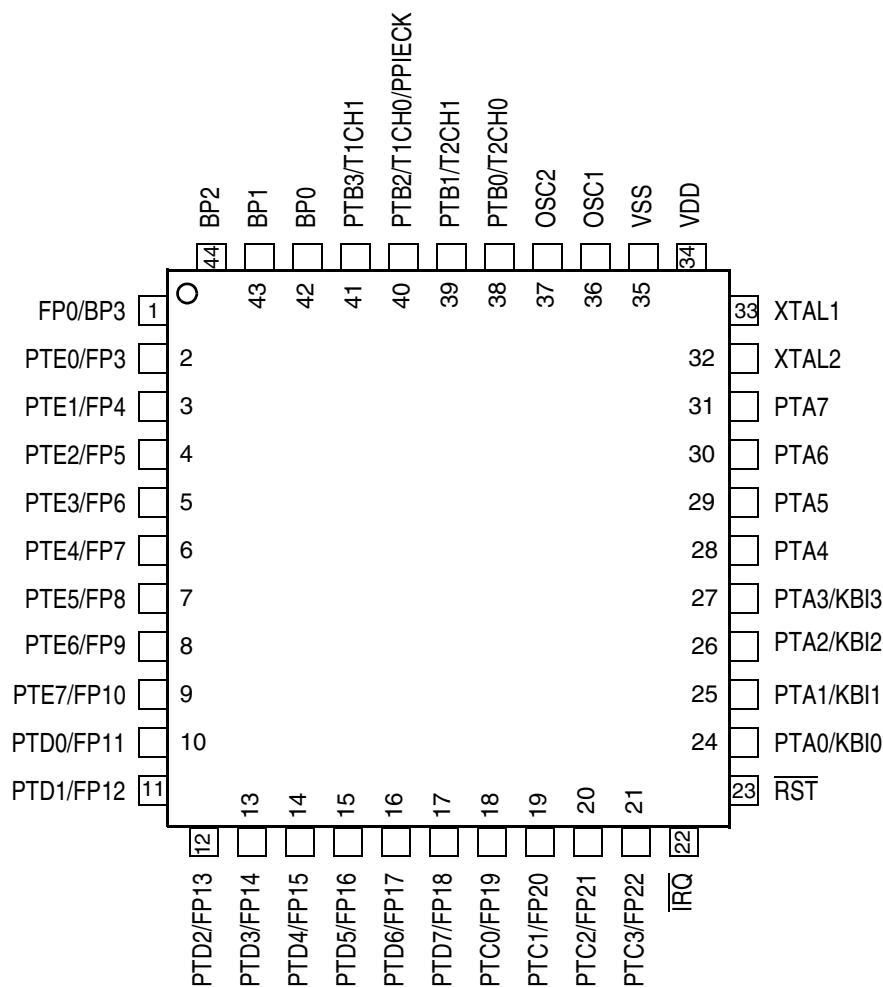 BP2
BP1
BP0
PTB3/T1CH1
PTB2/T1CH0/PPIECK
PTB1/T2CH1
PTB0/T2CH0
OSC2
OSC1
VSS
VDD
44
43
42
41
40
39
38
37
36
35
34
FP0/BP3 1
PTE0/FP3 2
PTE1/FP4 3
PTE2/FP5 4
PTE3/FP6 5
PTE4/FP7 6
PTE5/FP8 7
PTE6/FP9 8
PTE7/FP10 9
PTD0/FP11 10
PTD1/FP12 11
33 XTAL1
32 XTAL2
31 PTA7
30 PTA6
29 PTA5
28 PTA4
27 PTA3/KBI3
26 PTA2/KBI2
25 PTA1/KBI1
24 PTA0/KBI0
23 RST
12
13
14
15
16
17
18
19
20
21
22
PTD2/FP13
PTD3/FP14
PTD4/FP15
PTD5/FP16
PTD6/FP17
PTD7/FP18
PTC0/FP19
PTC1/FP20
PTC2/FP21
PTC3/FP22
IRQ